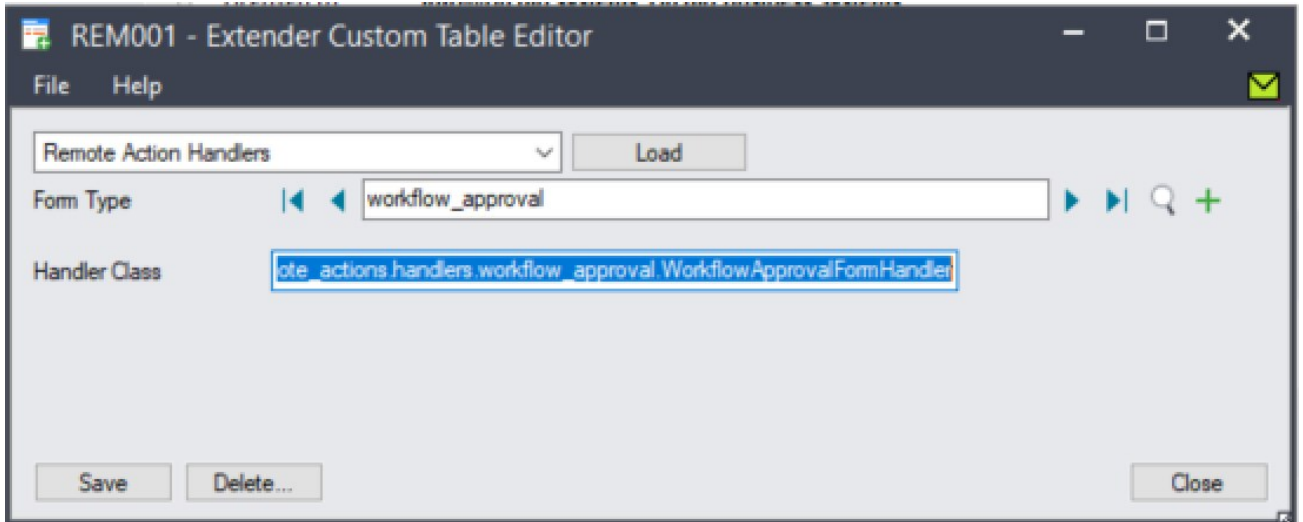 REM001 - Extender Custom Table Editor
File Help
Remote Action Handlers Load
Form Type workflow_approval
Handler Class ote_actions.handlers.workflow_approval.WorkflowApprovalFormHandler
Save Delete... Close